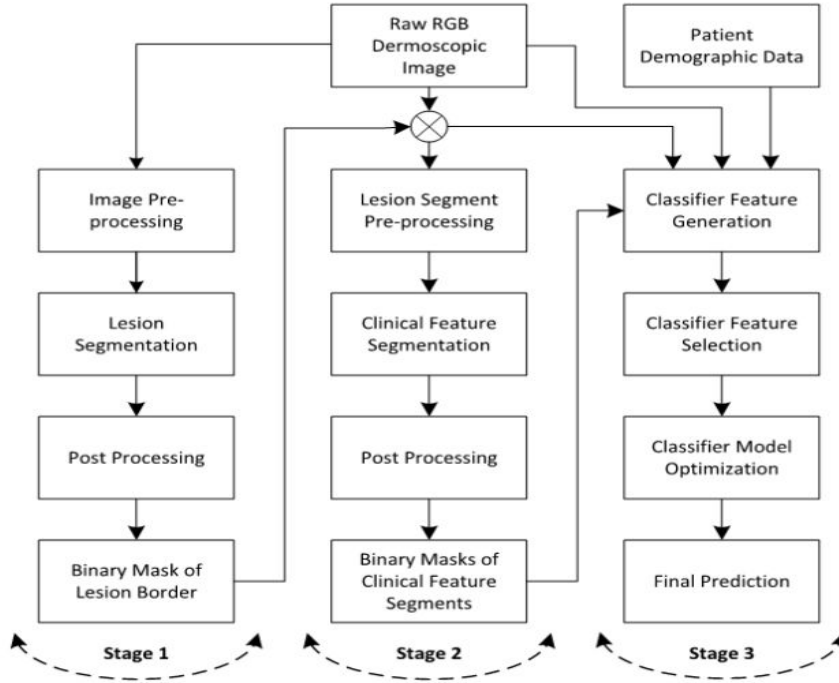 Raw RGB
Dermoscopic
Image
Patient
Demographic Data
Image Pre-
processing
Lesion
Segmentation
Post Processing
Binary Mask of
Lesion Border
Stage 1
Lesion Segment
Pre-processing
Clinical Feature
Segmentation
Post Processing
Binary Masks of
Clinical Feature
Segments
Stage 2
Classifier Feature
Generation
Classifier Feature
Selection
Classifier Model
Optimization
Final Prediction
Stage 3